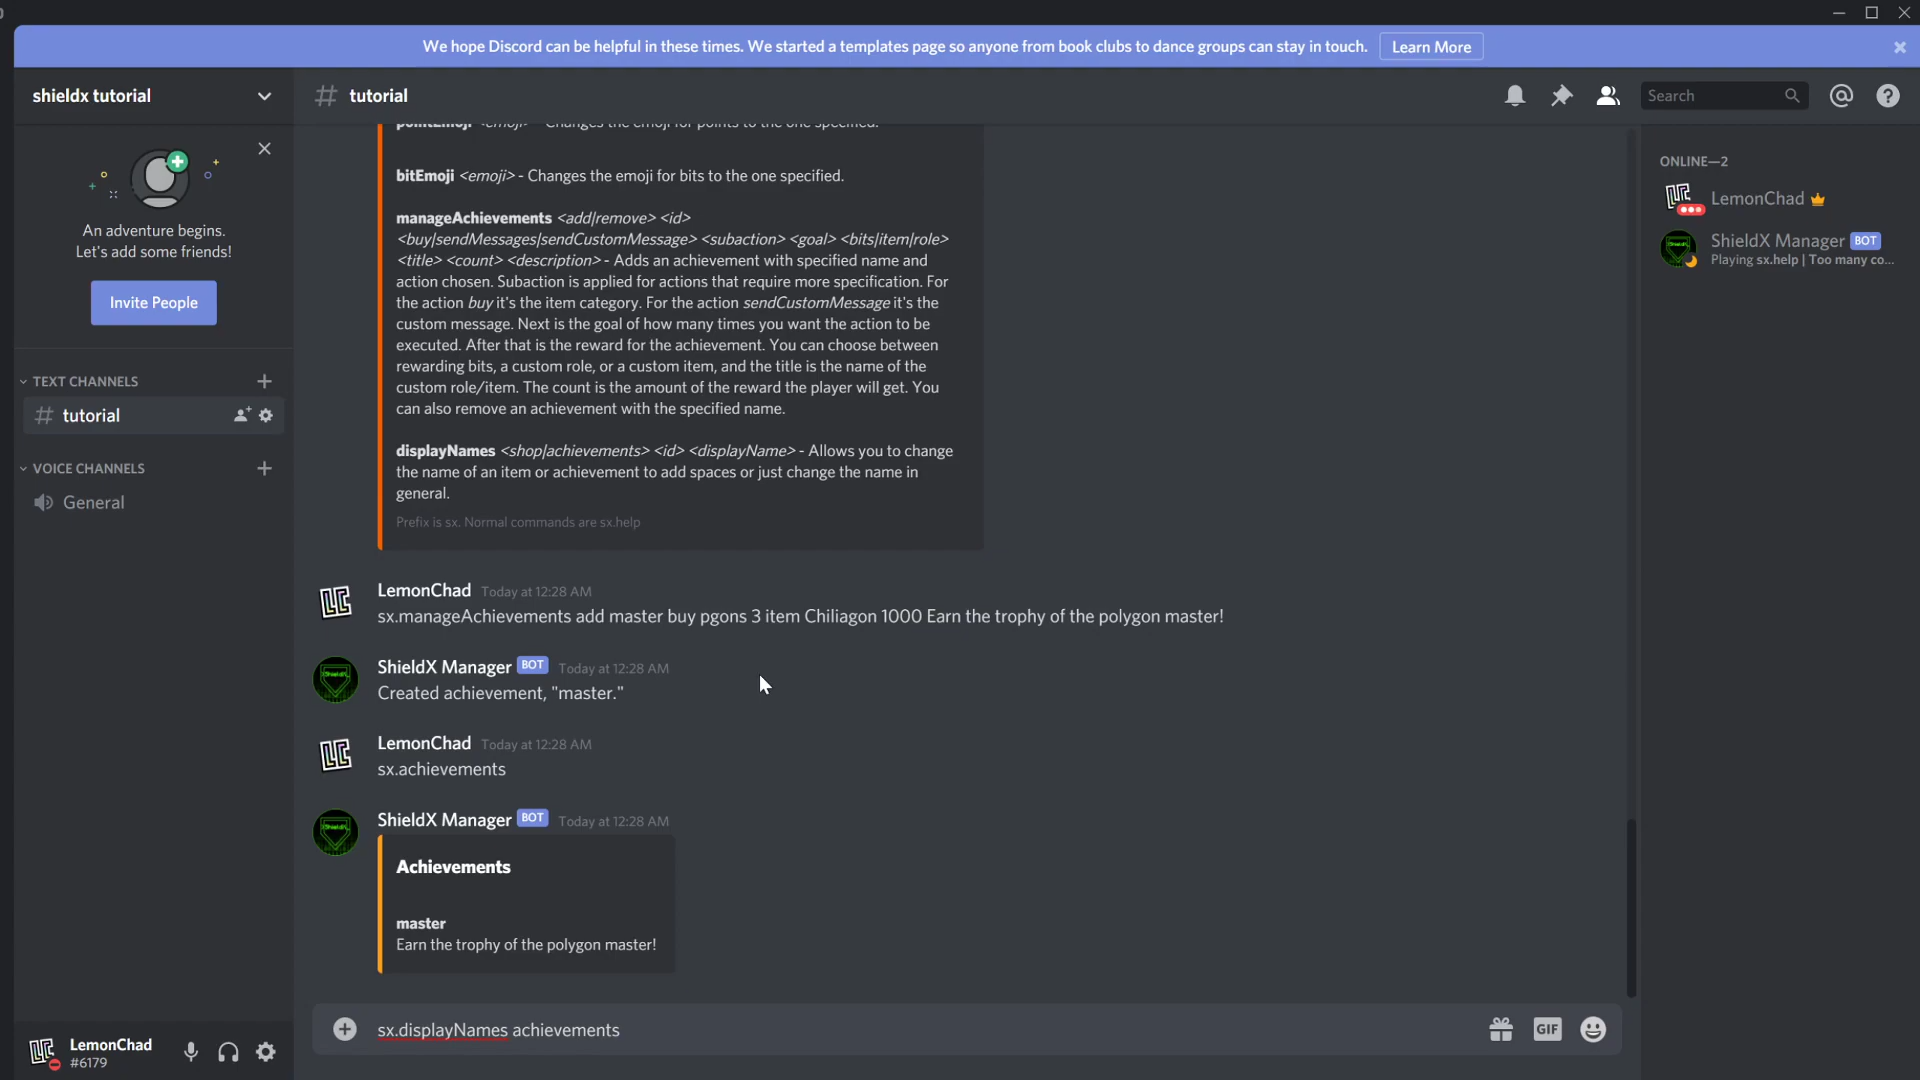 We hope Discord can be helpful in these times. We started a templates page so anyone from book clubs to dance groups can stay in touch. Learn More
shieldx tutorial
tutorial
Search
An adventure begins.
Let's add some friends!
Invite People
TEXT CHANNELS
tutorial
VOICE CHANNELS
General
LemonChad
#6179
pointEmoji <emoji> - Changes the emoji for points to the one specified.
bitEmoji <emoji> - Changes the emoji for bits to the one specified.
manageAchievements <add|remove> <id>
<buy|sendMessages|sendCustomMessage> <subaction> <goal> <bits|item|role>
<title> <count> <description> - Adds an achievement with specified name and
action chosen. Subaction is applied for actions that require more specification. For
the action buy it's the item category. For the action sendCustomMessage it's the
custom message. Next is the goal of how many times you want the action to be
executed. After that is the reward for the achievement. You can choose between
rewarding bits, a custom role, or a custom item, and the title is the name of the
custom role/item. The count is the amount of the reward the player will get. You
can also remove an achievement with the specified name.
displayNames <shop|achievements> <id> <displayName> - Allows you to change
the name of an item or achievement to add spaces or just change the name in
general.
Prefix is sx. Normal commands are sx.help
LemonChad Today at 12:28 AM
sx.manageAchievements add master buy pgons 3 item Chiliagon 1000 Earn the trophy of the polygon master!
ShieldX Manager BOT Today at 12:28 AM
Created achievement, "master."
LemonChad Today at 12:28 AM
sx.achievements
ShieldX Manager BOT Today at 12:28 AM
Achievements
master
Earn the trophy of the polygon master!
sx.displayNames achievements
GIF
ONLINE—2
LemonChad
ShieldX Manager BOT
Playing sx.help | Too many co...